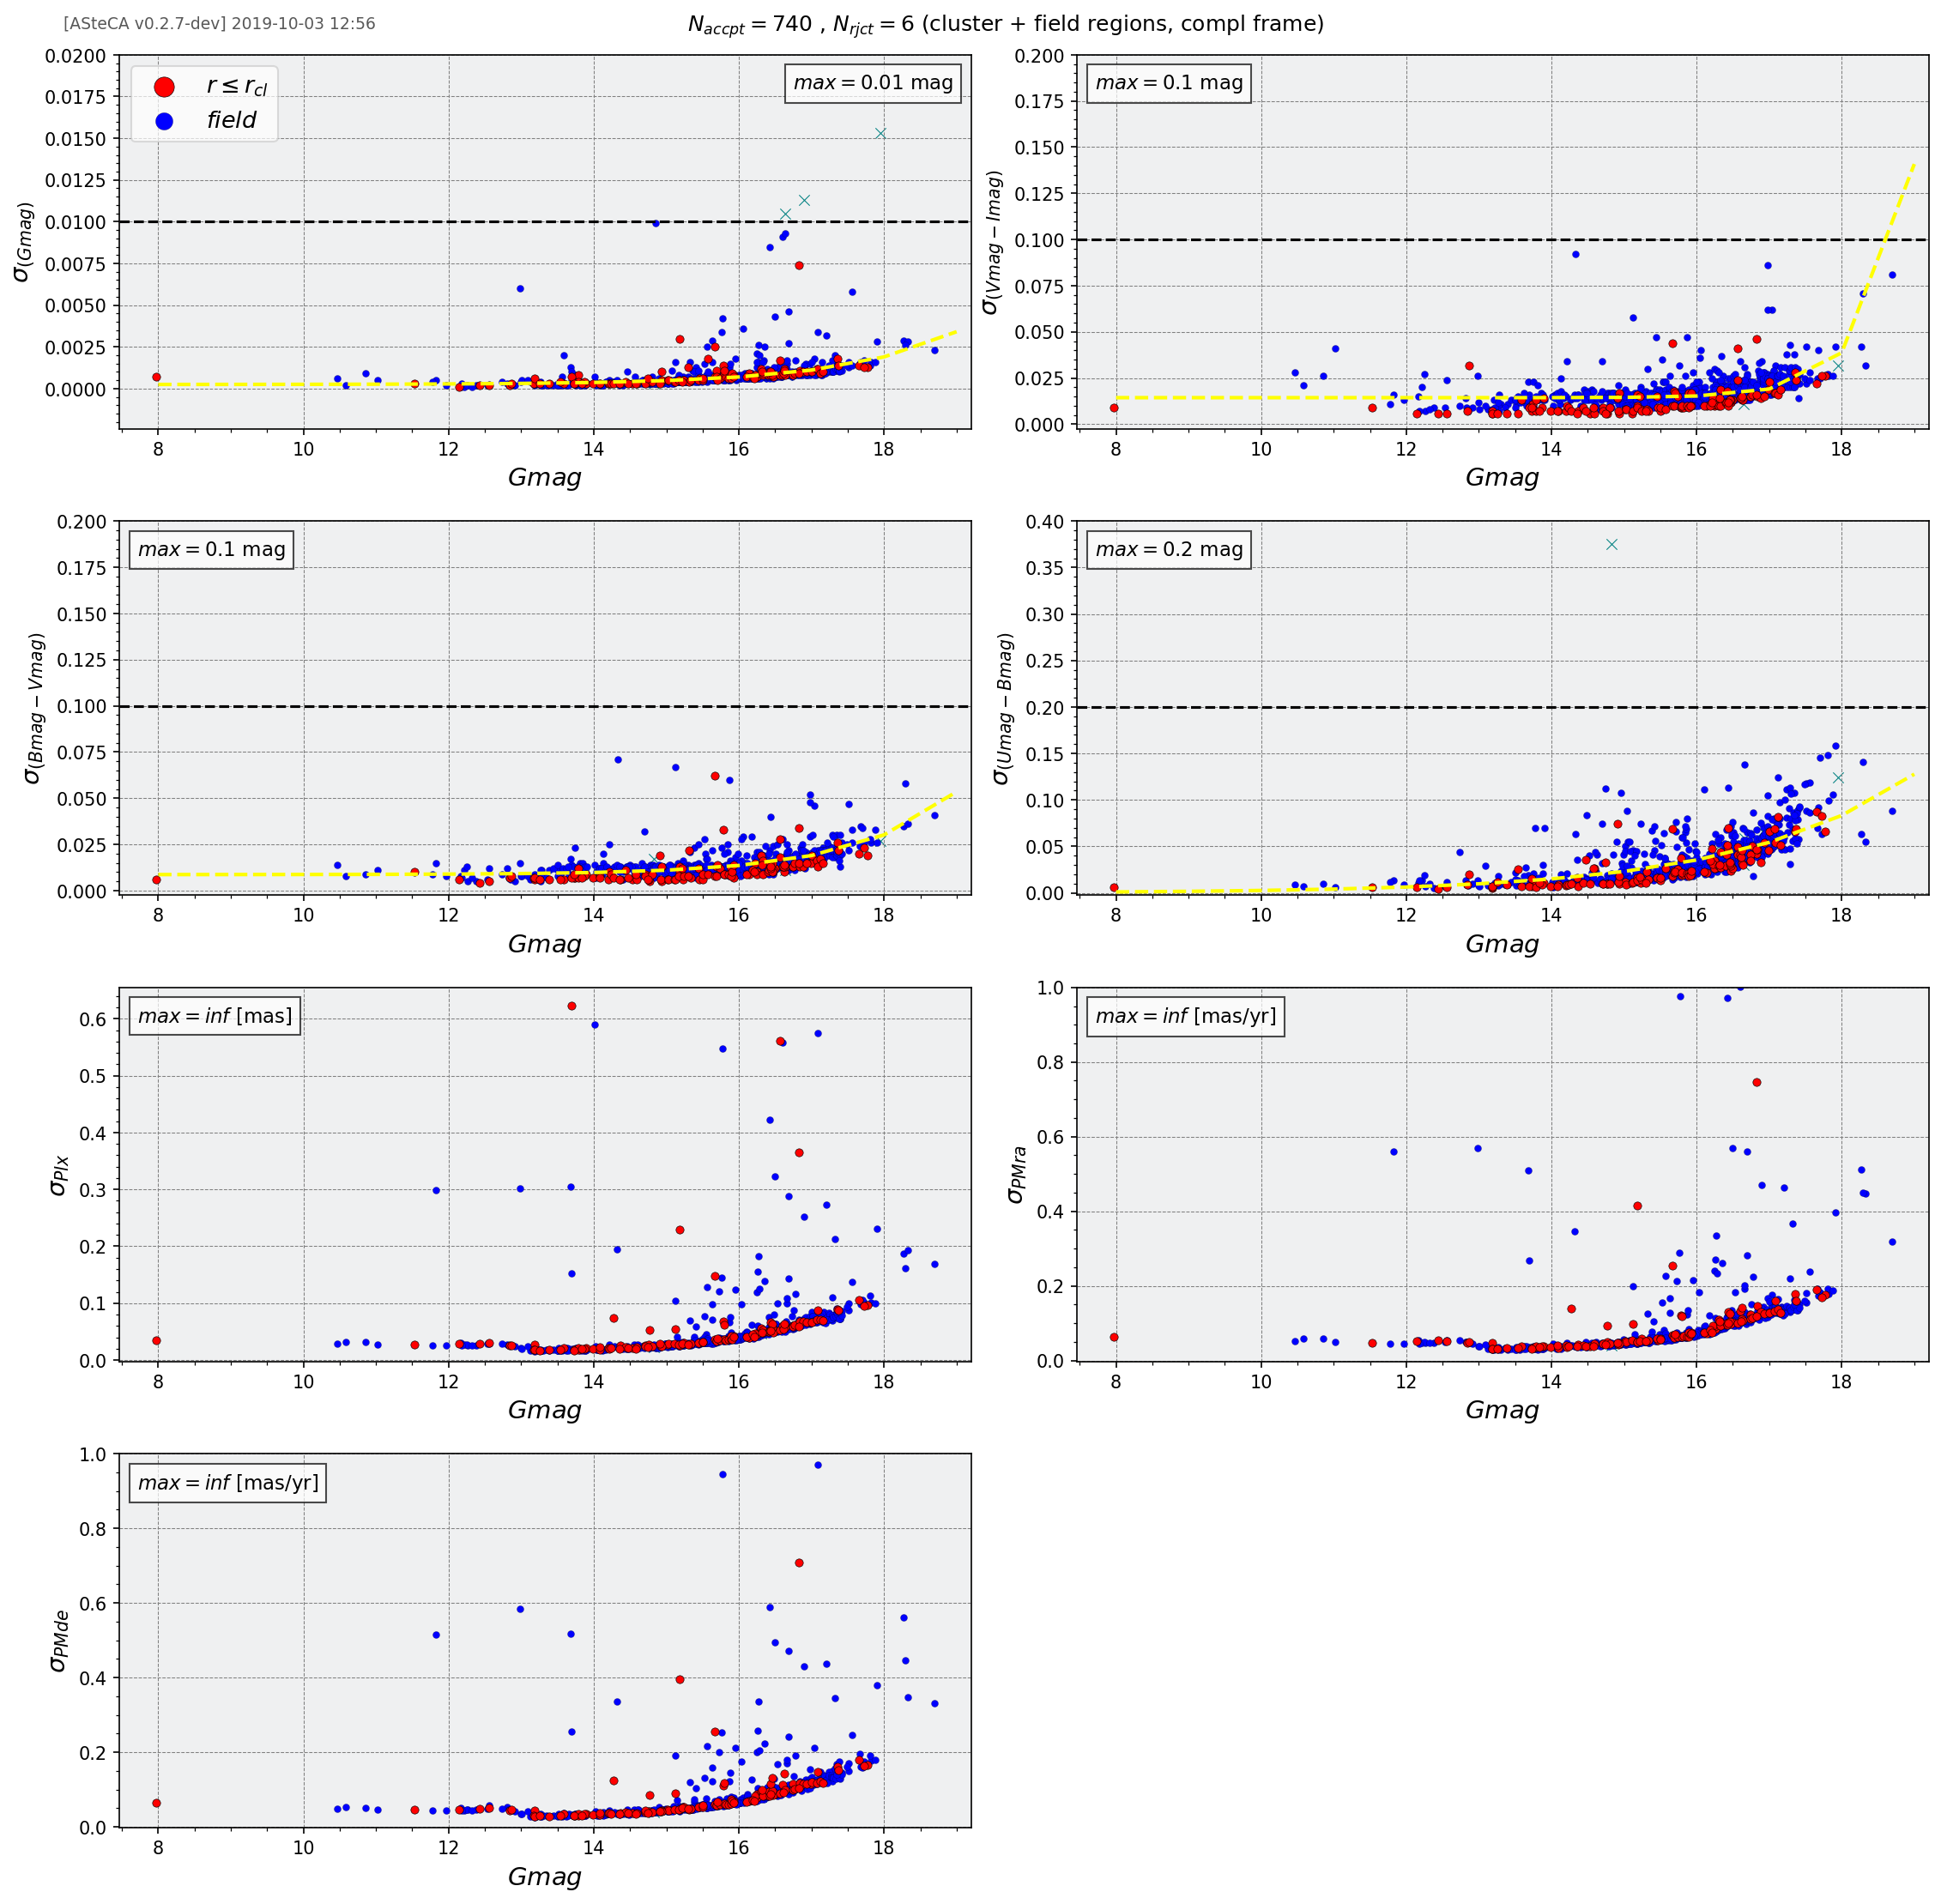 [ASteCA v0.2.7-dev] 2019-10-03 12:56
N_accpt = 740 , N_rjct = 6 (cluster + field regions, compl frame)
0.0200
0.0175
0.0150
0.0125
0.0100
0.0075
0.0050
0.0025
0.0000
σ(Gmag)
r ≤ r_cl
field
max = 0.01 mag
8 10 12 14 16 18
Gmag
0.200
0.175
0.150
0.125
0.100
0.075
0.050
0.025
0.000
σ(Vmag − Imag)
max = 0.1 mag
8 10 12 14 16 18
Gmag
0.200
0.175
0.150
0.125
0.100
0.075
0.050
0.025
0.000
σ(Bmag − Vmag)
max = 0.1 mag
8 10 12 14 16 18
Gmag
0.40
0.35
0.30
0.25
0.20
0.15
0.10
0.05
0.00
σ(Umag − Bmag)
max = 0.2 mag
8 10 12 14 16 18
Gmag
0.6
0.5
0.4
0.3
0.2
0.1
0.0
σPlx
max = inf [mas]
8 10 12 14 16 18
Gmag
1.0
0.8
0.6
0.4
0.2
0.0
σPMra
max = inf [mas/yr]
8 10 12 14 16 18
Gmag
1.0
0.8
0.6
0.4
0.2
0.0
σPMde
max = inf [mas/yr]
8 10 12 14 16 18
Gmag